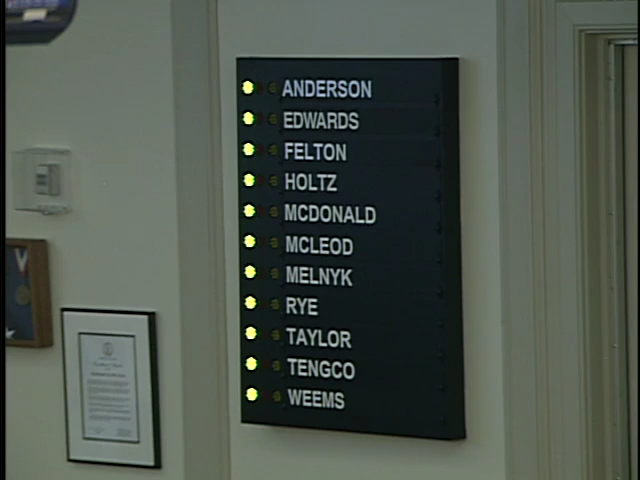 ANDERSON
EDWARDS
FELTON
HOLTZ
MCDONALD
MCLEOD
MELNYK
RYE
TAYLOR
TENGCO
WEEMS